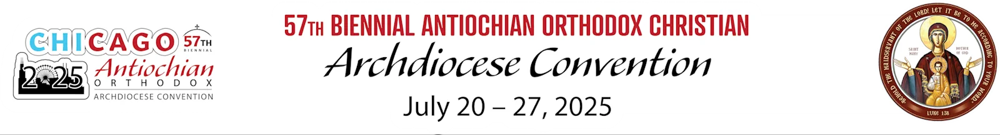 CHICAGO 57TH
BIENNIAL
2025 Antiochian
ORTHODOX
ARCHDIOCESE CONVENTION
57TH BIENNIAL ANTIOCHIAN ORTHODOX CHRISTIAN
Archdiocese Convention
July 20 – 27, 2025
"BEHOLD THE MAIDSERVANT OF THE LORD! LET IT BE TO ME ACCORDING TO YOUR WORD."
SAINT MOTHER
MARY OF GOD
LUKE 1:38